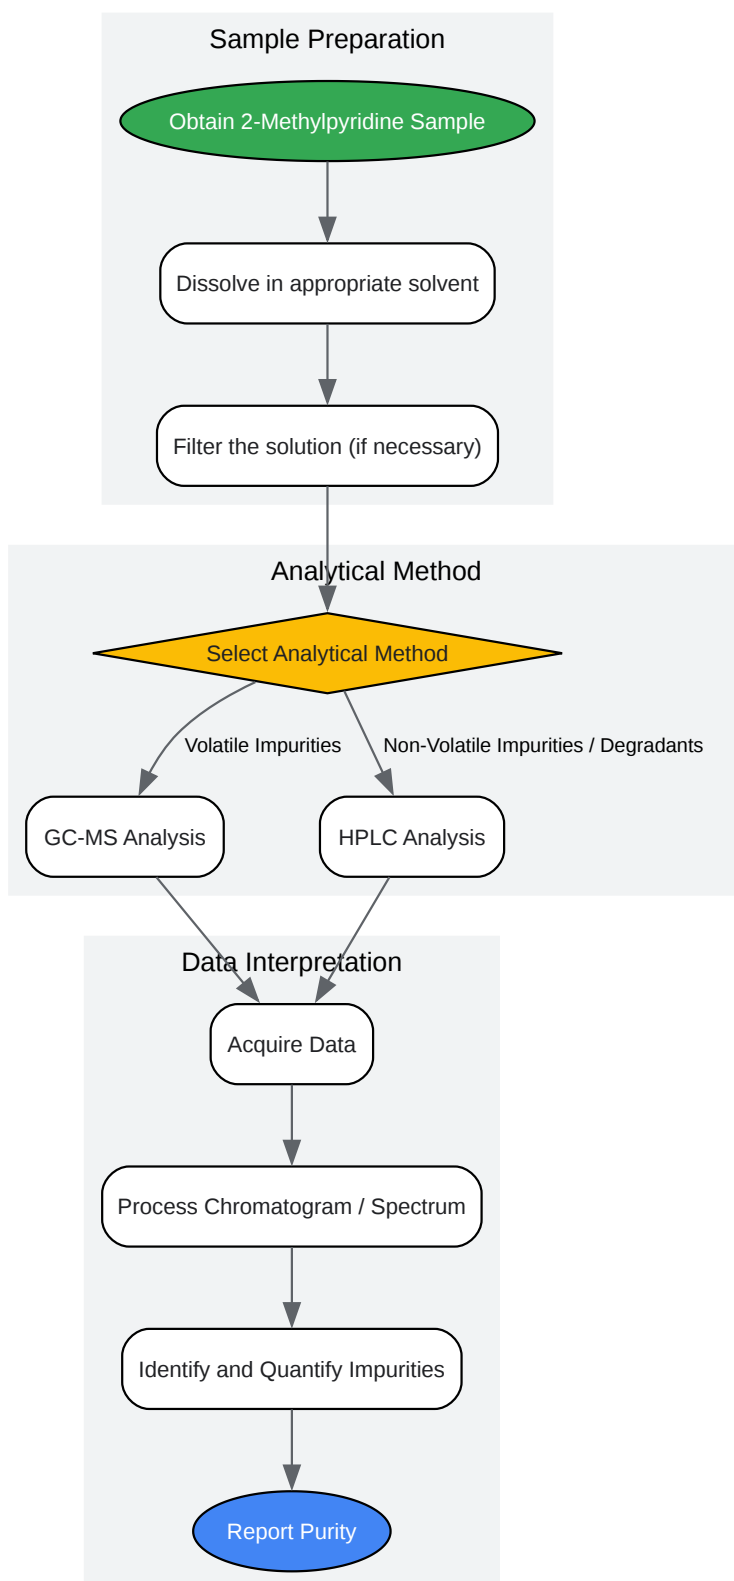 Sample Preparation
Obtain 2-Methylpyridine Sample
Dissolve in appropriate solvent
Filter the solution (if necessary)
Analytical Method
Select Analytical Method
Volatile Impurities
Non-Volatile Impurities / Degradants
GC-MS Analysis
HPLC Analysis
Data Interpretation
Acquire Data
Process Chromatogram / Spectrum
Identify and Quantify Impurities
Report Purity